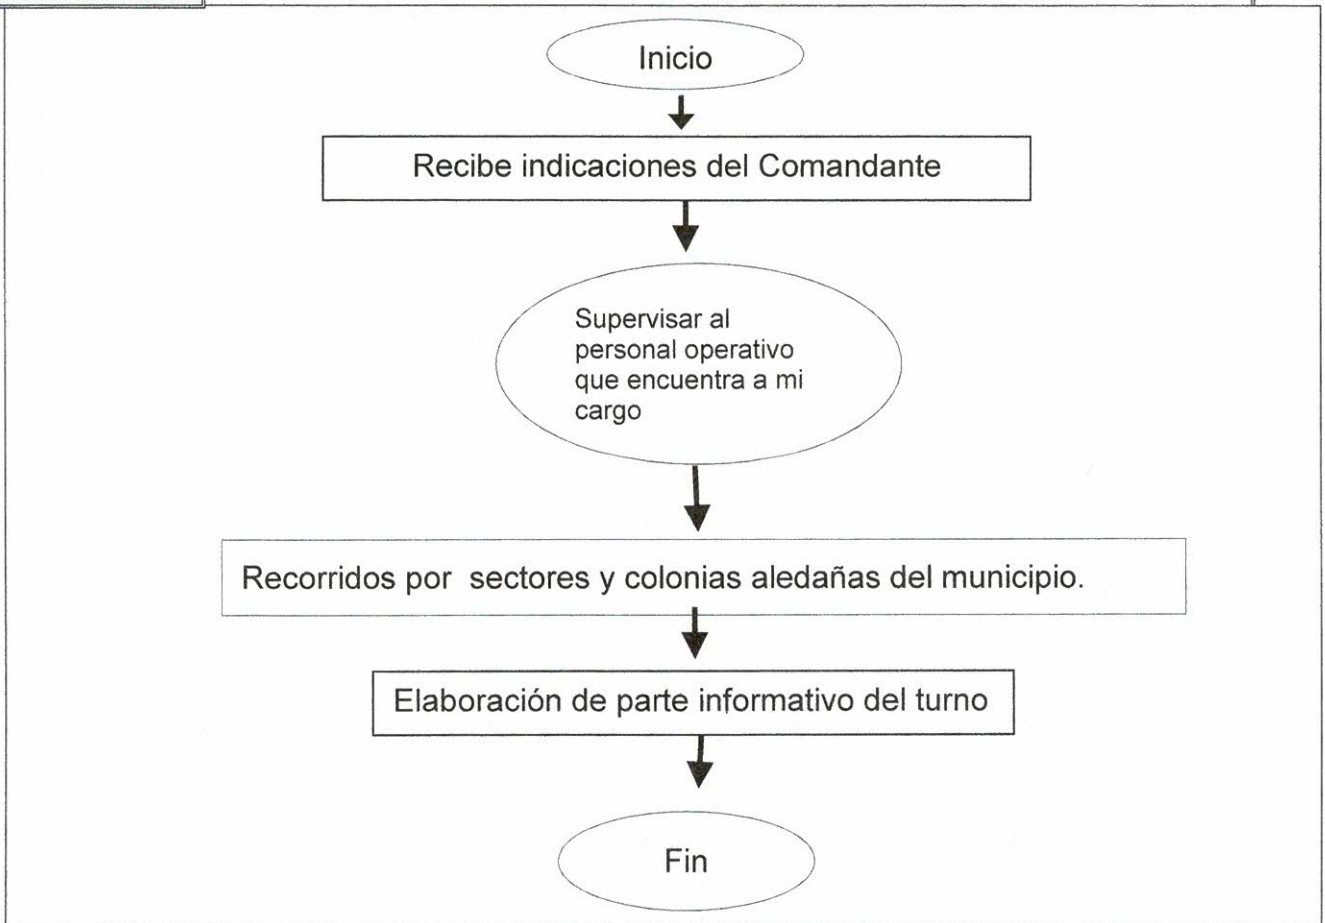 Inicio
Recibe indicaciones del Comandante
Supervisar al
personal operativo
que encuentra a mi
cargo
Recorridos por  sectores y colonias aledañas del municipio.
Elaboración de parte informativo del turno
Fin